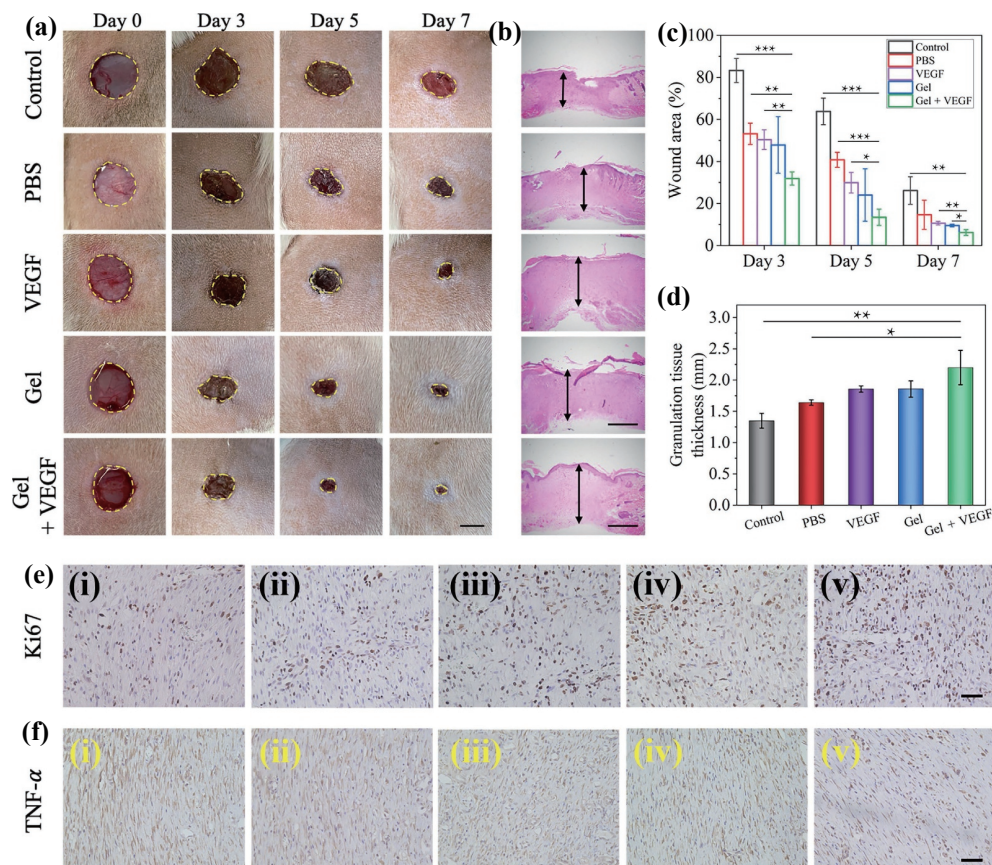 (a)
Day 0
Day 3
Day 5
Day 7
Control
PBS
VEGF
Gel
Gel
+ VEGF
(b)
(c)
Wound area (%)
100
80
60
40
20
0
***
**
**
***
***
*
**
**
*
Control
PBS
VEGF
Gel
Gel + VEGF
Day 3
Day 5
Day 7
(d)
Granulation tissue
thickness (mm)
3.0
2.5
2.0
1.5
1.0
0.5
0.0
**
*
Control
PBS
VEGF
Gel
Gel + VEGF
(e)
Ki67
(i)
(ii)
(iii)
(iv)
(v)
(f)
TNF-α
(i)
(ii)
(iii)
(iv)
(v)